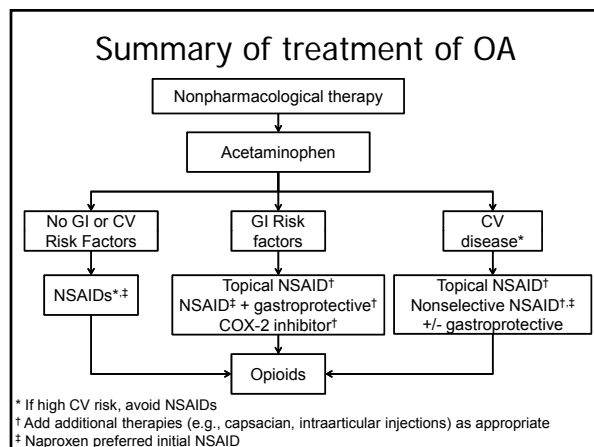 Summary of treatment of OA
Nonpharmacological therapy
Acetaminophen
No GI or CV
Risk Factors
GI Risk
factors
CV
disease*
NSAIDs*,‡
Topical NSAID†
NSAID‡ + gastroprotective†
COX-2 inhibitor†
Topical NSAID†
Nonselective NSAID†,‡
+/- gastroprotective
Opioids
* If high CV risk, avoid NSAIDs
† Add additional therapies (e.g., capsacian, intraarticular injections) as appropriate
‡ Naproxen preferred initial NSAID